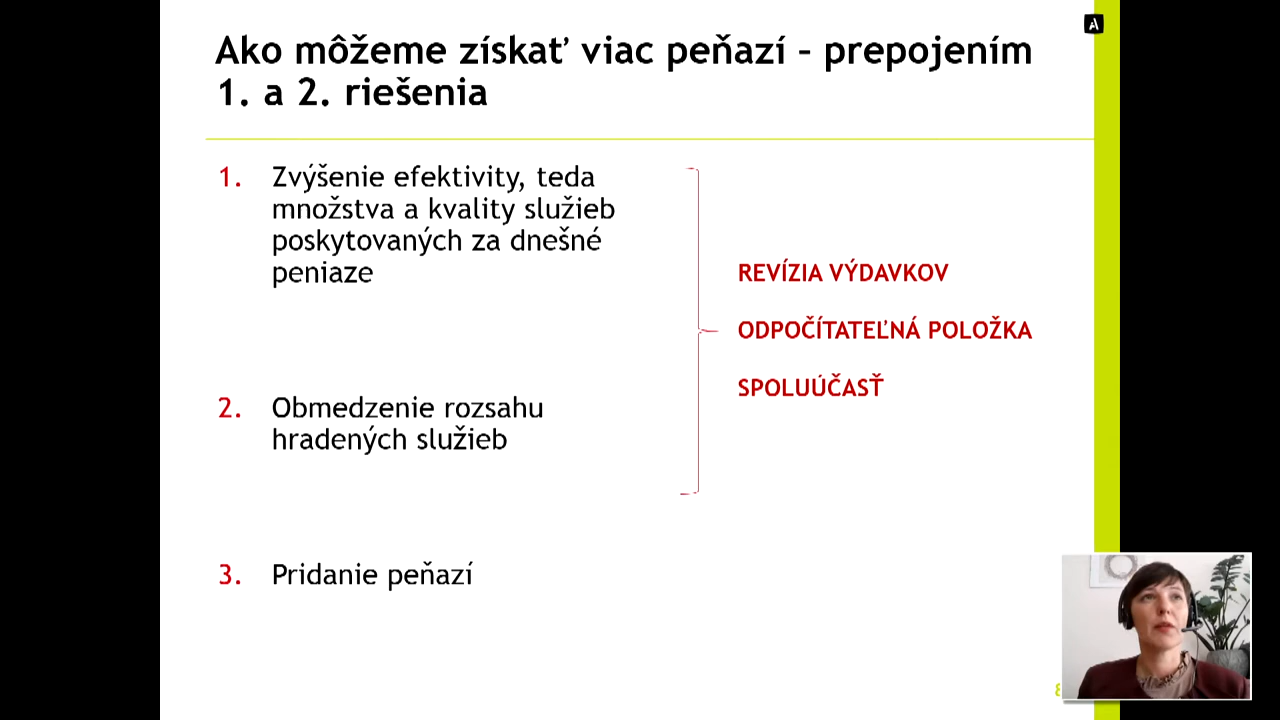 Ako môžeme získať viac peňazí – prepojením
1. a 2. riešenia
1. Zvýšenie efektivity, teda
množstva a kvality služieb
poskytovaných za dnešné
peniaze
REVÍZIA VÝDAVKOV
ODPOČÍTATEĽNÁ POLOŽKA
SPOLUÚČASŤ
2. Obmedzenie rozsahu
hradených služieb
3. Pridanie peňazí
A